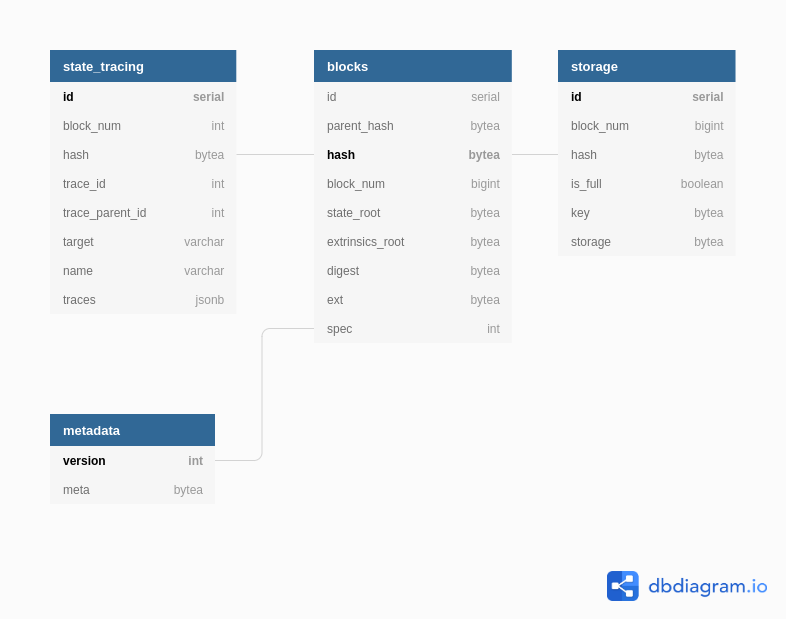 state_tracing
id serial
block_num int
hash bytea
trace_id int
trace_parent_id int
target varchar
name varchar
traces jsonb
blocks
id serial
parent_hash bytea
hash bytea
block_num bigint
state_root bytea
extrinsics_root bytea
digest bytea
ext bytea
spec int
storage
id serial
block_num bigint
hash bytea
is_full boolean
key bytea
storage bytea
metadata
version int
meta bytea
dbdiagram.io